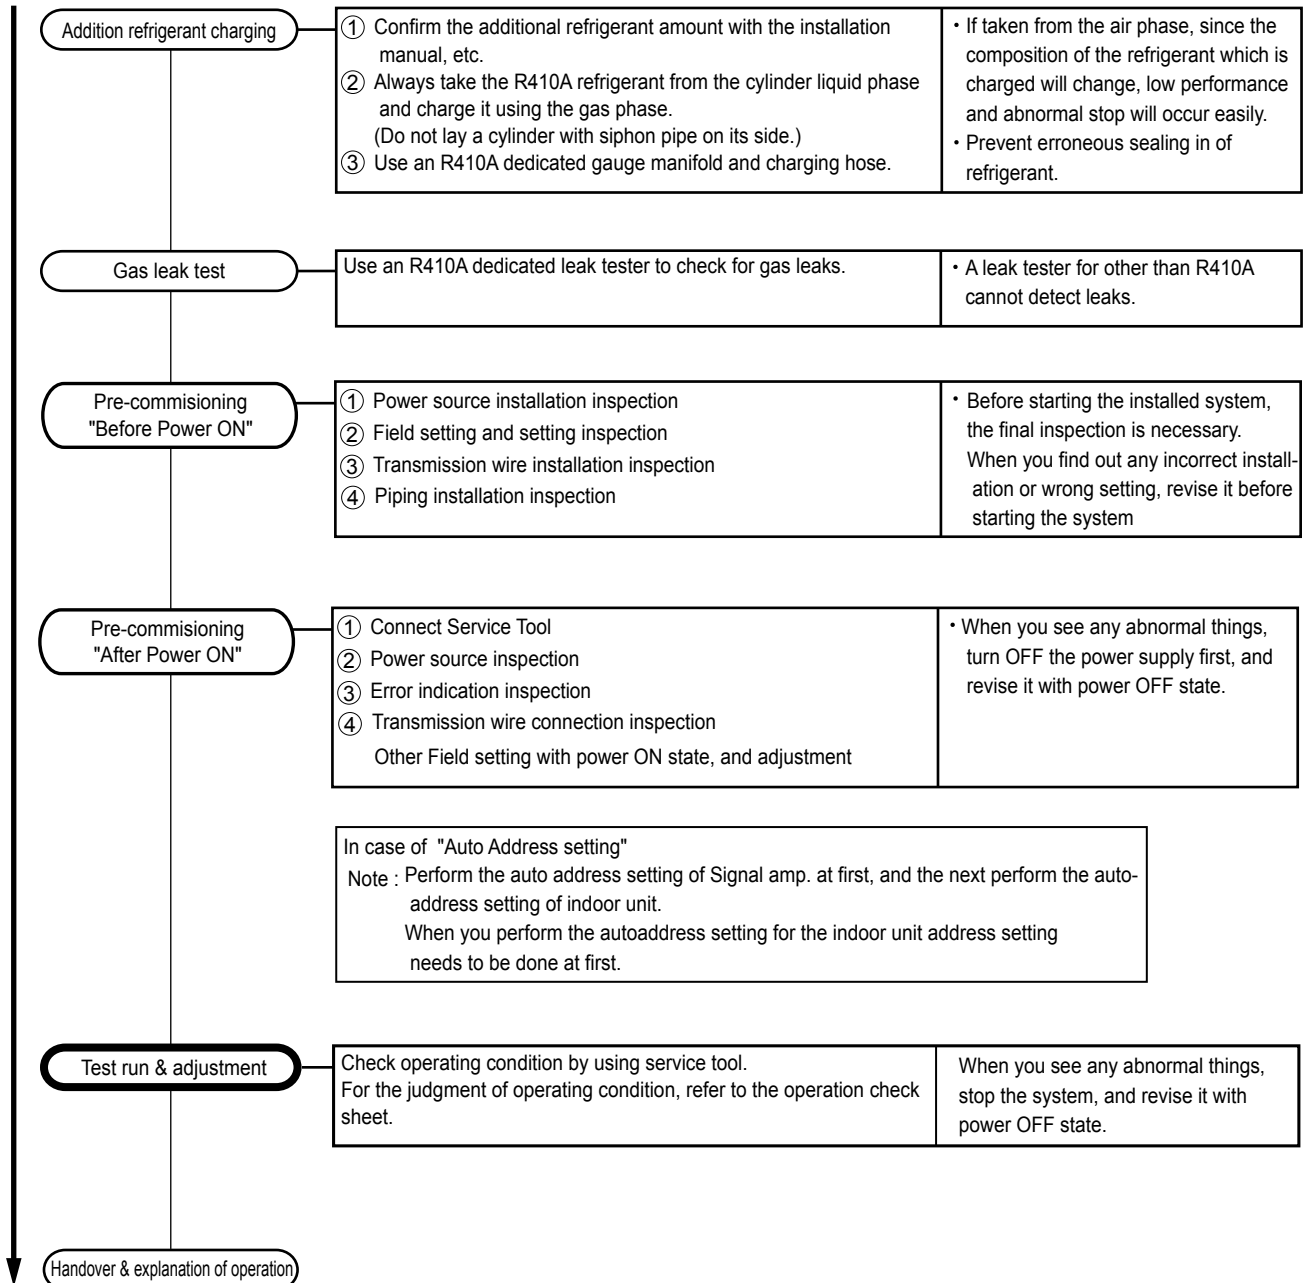 Addition refrigerant charging
① Confirm the additional refrigerant amount with the installation
manual, etc.
② Always take the R410A refrigerant from the cylinder liquid phase
and charge it using the gas phase.
(Do not lay a cylinder with siphon pipe on its side.)
③ Use an R410A dedicated gauge manifold and charging hose.
・If taken from the air phase, since the
composition of the refrigerant which is
charged will change, low performance
and abnormal stop will occur easily.
・Prevent erroneous sealing in of
refrigerant.
Gas leak test
Use an R410A dedicated leak tester to check for gas leaks.
・A leak tester for other than R410A
cannot detect leaks.
Pre-commisioning
"Before Power ON"
① Power source installation inspection
② Field setting and setting inspection
③ Transmission wire installation inspection
④ Piping installation inspection
・Before starting the installed system,
the final inspection is necessary.
When you find out any incorrect install-
ation or wrong setting, revise it before
starting the system
Pre-commisioning
"After Power ON"
① Connect Service Tool
② Power source inspection
③ Error indication inspection
④ Transmission wire connection inspection
Other Field setting with power ON state, and adjustment
・When you see any abnormal things,
turn OFF the power supply first, and
revise it with power OFF state.
In case of "Auto Address setting"
Note : Perform the auto address setting of Signal amp. at first, and the next perform the auto-
address setting of indoor unit.
When you perform the autoaddress setting for the indoor unit address setting
needs to be done at first.
Test run & adjustment
Check operating condition by using service tool.
For the judgment of operating condition, refer to the operation check
sheet.
When you see any abnormal things,
stop the system, and revise it with
power OFF state.
Handover & explanation of operation